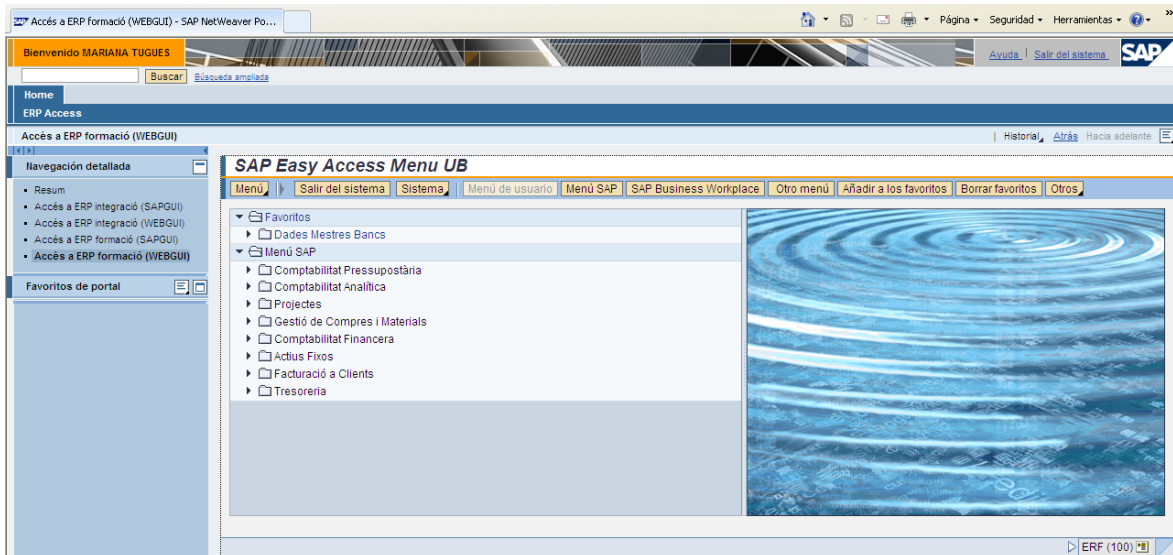 Accés a ERP formació (WEBGUI) - SAP NetWeaver Po...
Página Seguridad Herramientas »
Bienvenido MARIANA TUGUES
Ayuda Salir del sistema SAP
Buscar Búsqueda ampliada
Home
ERP Access
Accés a ERP formació (WEBGUI)
Historial Atrás Hacia adelante
Navegación detallada
Resum
Accés a ERP integració (SAPGUI)
Accés a ERP integració (WEBGUI)
Accés a ERP formació (SAPGUI)
Accés a ERP formació (WEBGUI)
Favoritos de portal
SAP Easy Access Menu UB
Menú Salir del sistema Sistema Menú de usuario Menú SAP SAP Business Workplace Otro menú Añadir a los favoritos Borrar favoritos Otros
Favoritos
Dades Mestres Bancs
Menú SAP
Comptabilitat Pressupostària
Comptabilitat Analítica
Projectes
Gestió de Compres i Materials
Comptabilitat Financera
Actius Fixos
Facturació a Clients
Tresoreria
ERF (100)